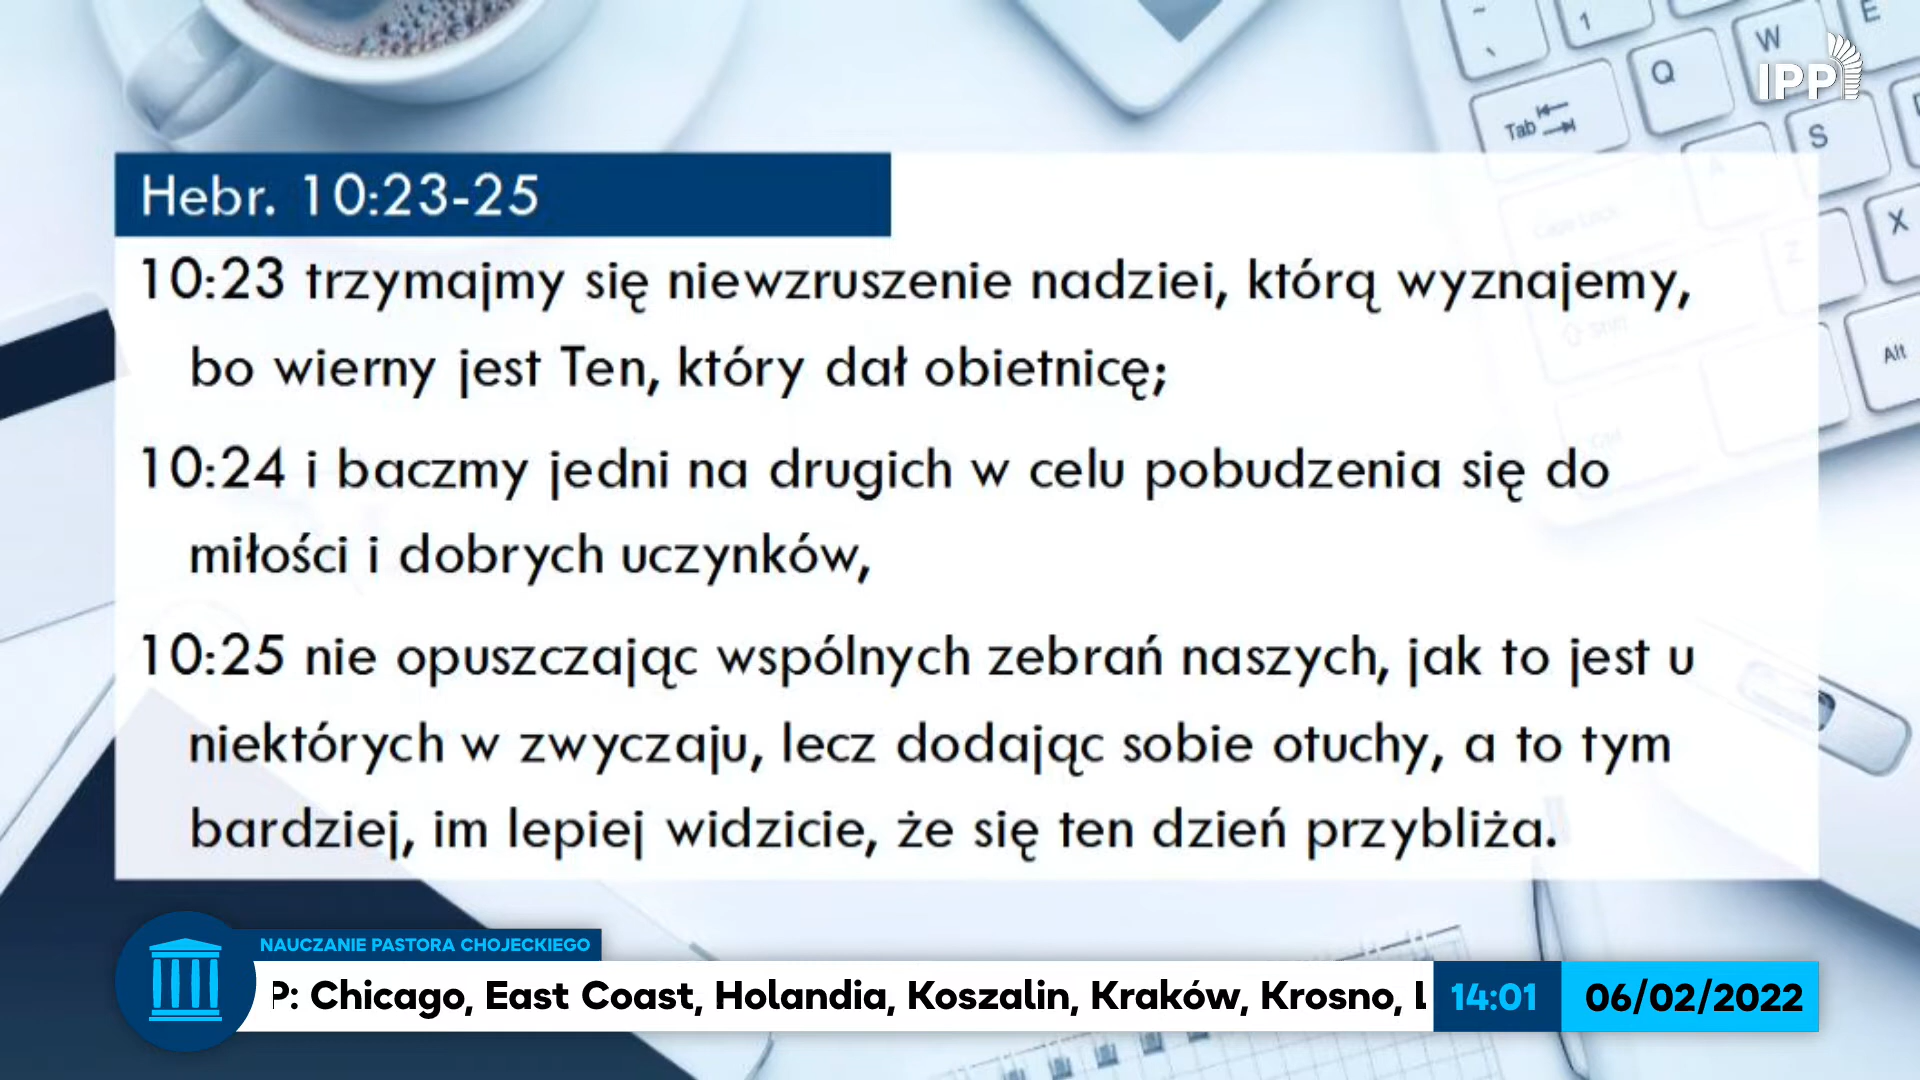 IPP
Hebr. 10:23-25
10:23 trzymajmy się niewzruszenie nadziei, którą wyznajemy,
bo wierny jest Ten, który dał obietnicę;
10:24 i baczmy jedni na drugich w celu pobudzenia się do
miłości i dobrych uczynków,
10:25 nie opuszczając wspólnych zebrań naszych, jak to jest u
niektórych w zwyczaju, lecz dodając sobie otuchy, a to tym
bardziej, im lepiej widzicie, że się ten dzień przybliża.
NAUCZANIE PASTORA CHOJECKIEGO
P: Chicago, East Coast, Holandia, Koszalin, Kraków, Krosno, 14:01 06/02/2022
~ 1 Q W E
Tab S
X
Alt